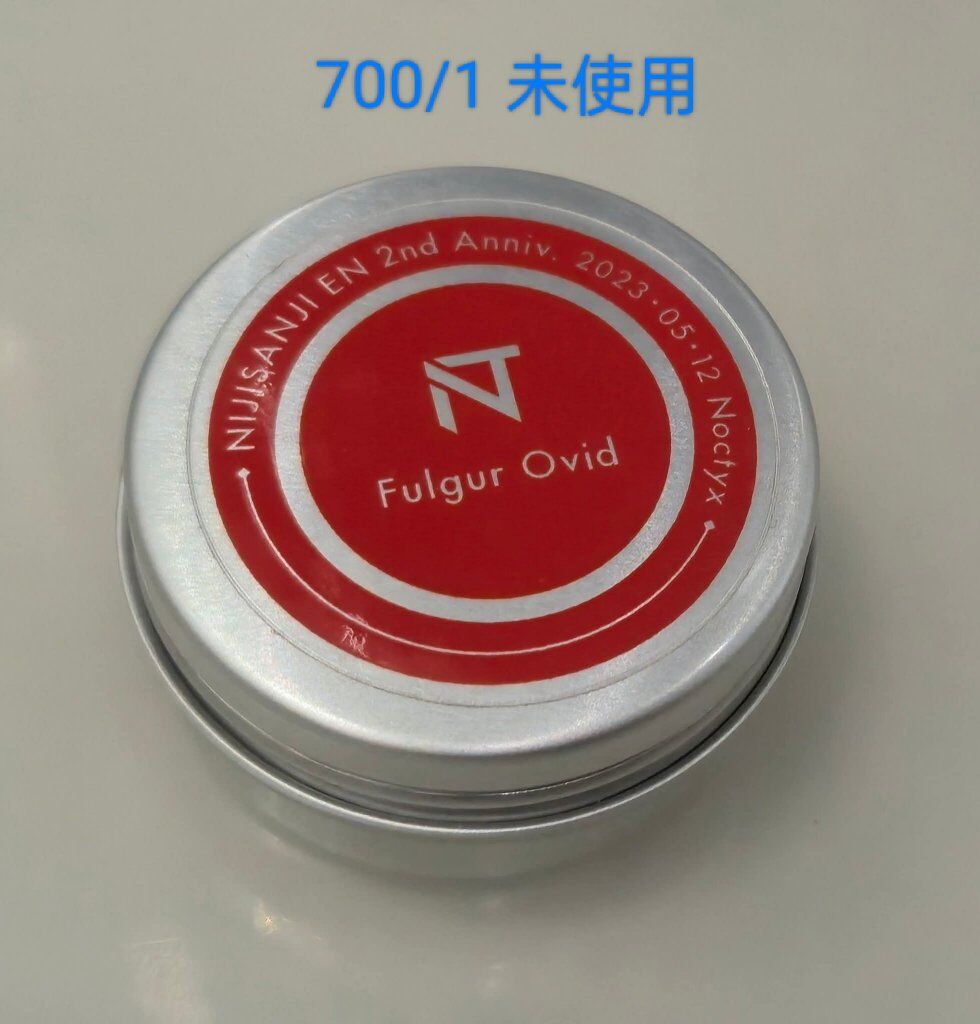 700/1 未使用
NIJISANJI EN 2nd Anniv. 2023・05・12 Noctyx
Fulgur Ovid